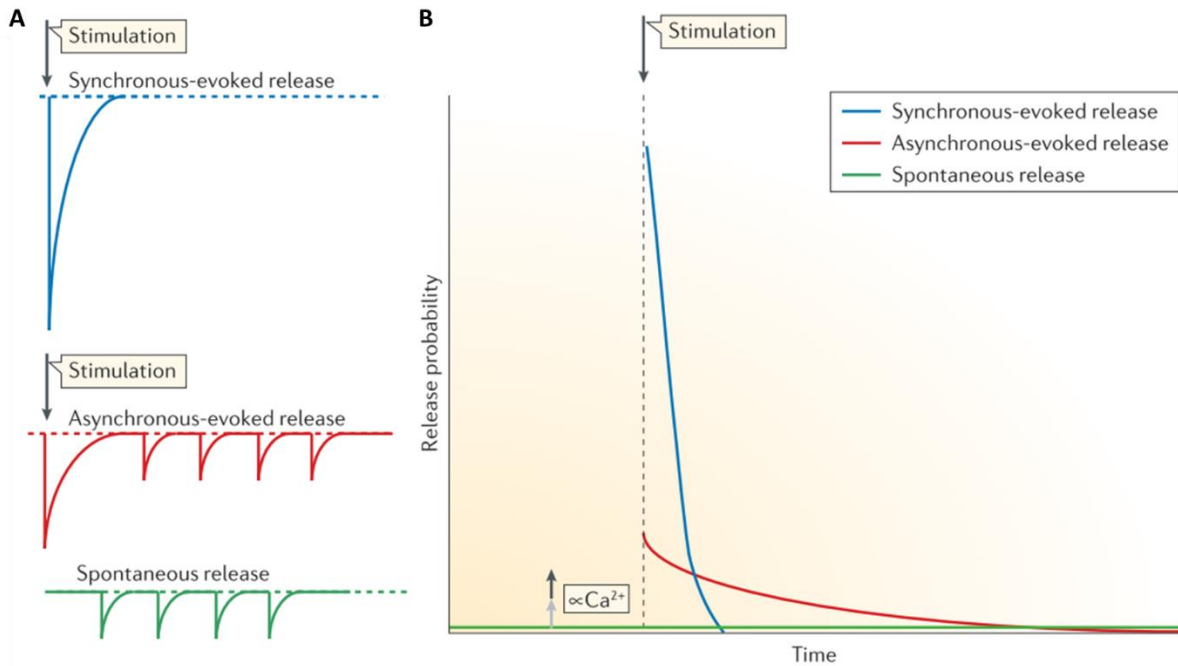 A
Stimulation
Synchronous-evoked release
Stimulation
Asynchronous-evoked release
Spontaneous release
B
Stimulation
Synchronous-evoked release
Asynchronous-evoked release
Spontaneous release
Release probability
∝Ca²⁺
Time